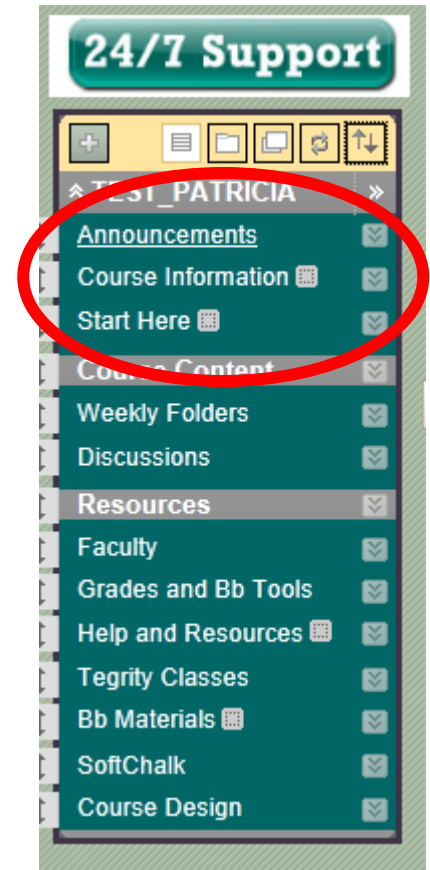 24/7 Support
TEST_PATRICIA
Announcements
Course Information
Start Here
Course Content
Weekly Folders
Discussions
Resources
Faculty
Grades and Bb Tools
Help and Resources
Tegrity Classes
Bb Materials
SoftChalk
Course Design